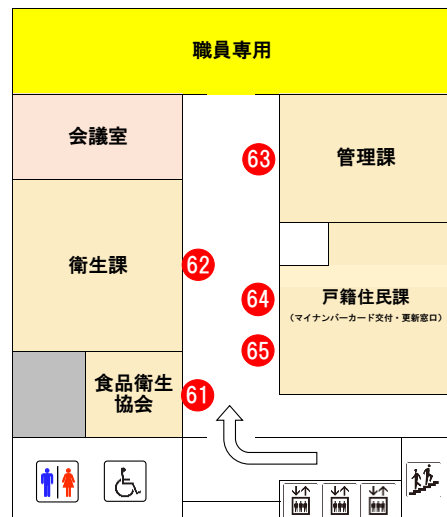 職員専用
会議室
63
管理課
衛生課
62
64
戸籍住民課
(マイナンバーカード交付・更新窓口)
65
食品衛生
協会
61